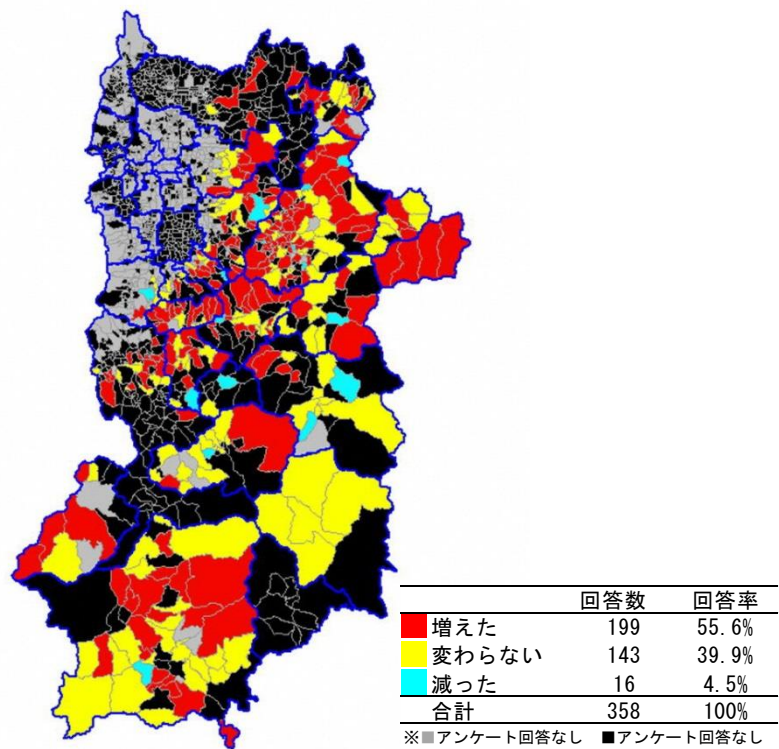 回答数 回答率
増えた 199 55.6%
変わらない 143 39.9%
減った 16 4.5%
合計 358 100%
※■アンケート回答なし ■アンケート回答なし